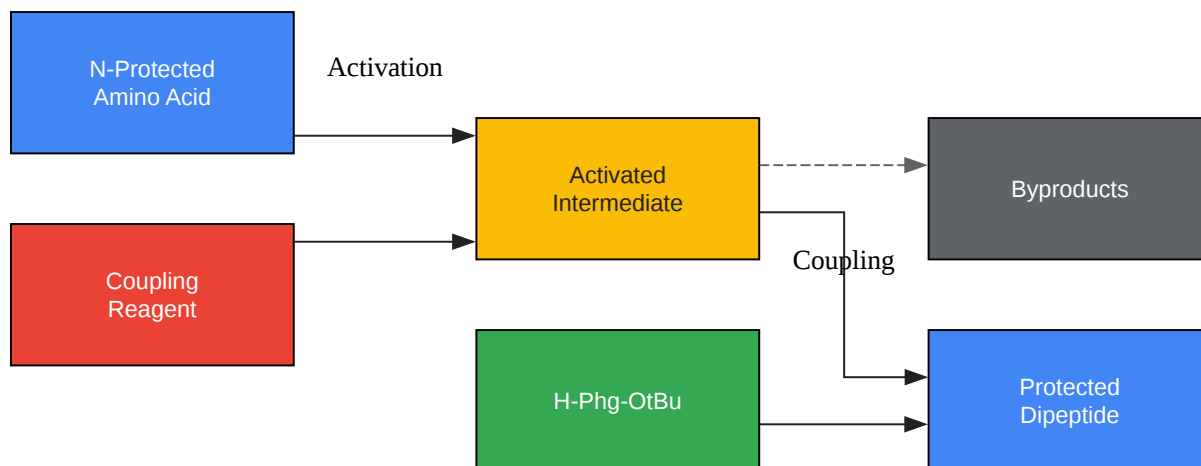 N-Protected
Amino Acid
Activation
Activated
Intermediate
Byproducts
Coupling
Reagent
Coupling
H-Phg-OtBu
Protected
Dipeptide